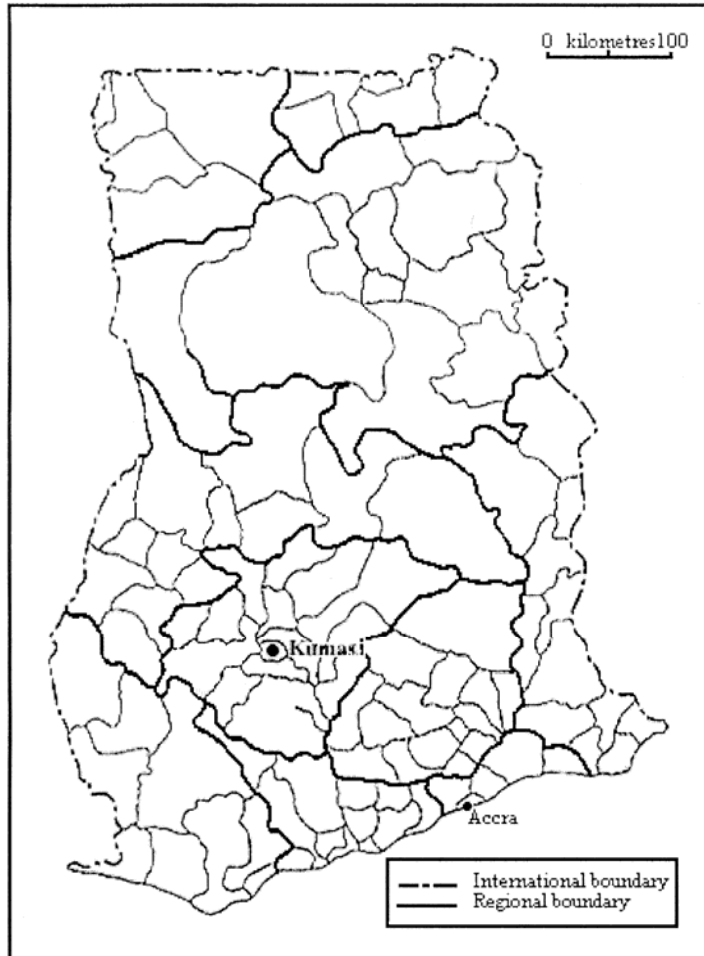 0 kilometres100
Kumasi
Accra
International boundary
Regional boundary